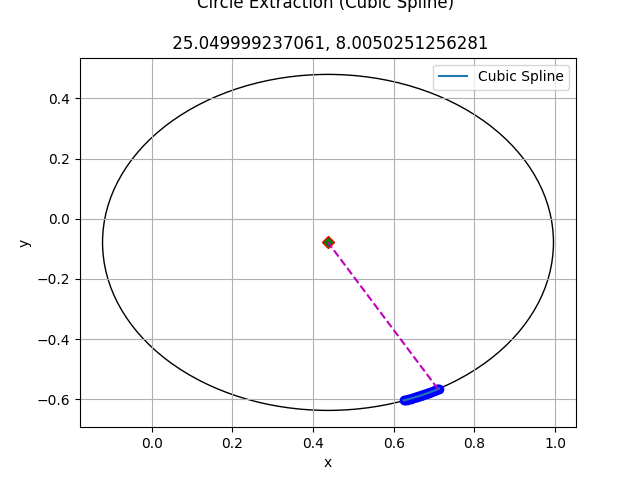 Circle Extraction (Cubic Spline)
25.049999237061, 8.0050251256281
Cubic Spline
0.4
0.2
0.0
−0.2
−0.4
−0.6
y
0.0 0.2 0.4 0.6 0.8 1.0
x